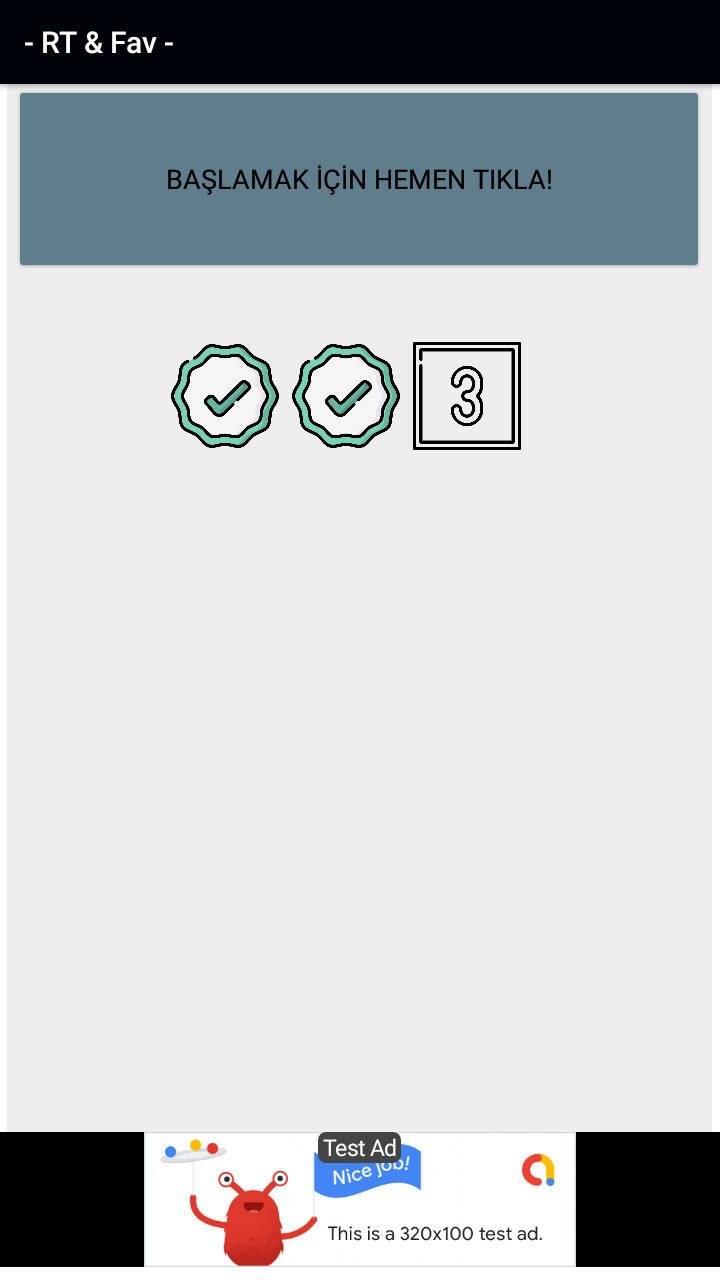 - RT & Fav -
BAŞLAMAK İÇİN HEMEN TIKLA!
3
Test Ad
Nice job!
This is a 320x100 test ad.